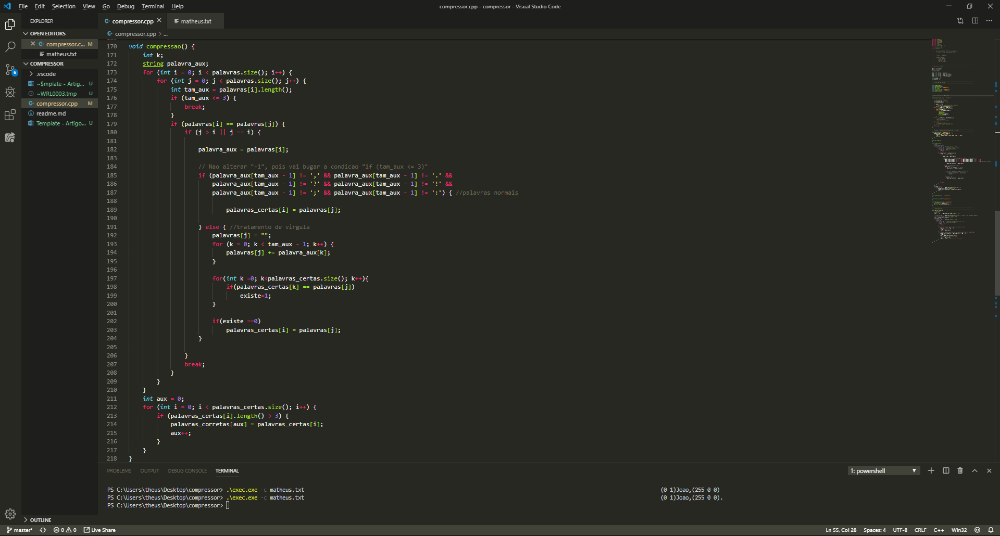 File Edit Selection View Go Debug Terminal Help
compressor.cpp - compressor - Visual Studio Code
EXPLORER
OPEN EDITORS
compressor.c... M
matheus.txt
COMPRESSOR
.vscode
~$mplate - Artig... U
~WRL0003.tmp U
compressor.cpp M
readme.md
Template - Artigo... U
OUTLINE
6
compressor.cpp
matheus.txt
compressor.cpp > ...
170 void compressao() {
171 int k;
172 string palavra_aux;
173 for (int i = 0; i < palavras.size(); i++) {
174 for (int j = 0; j < palavras.size(); j++) {
175 int tam_aux = palavras[i].length();
176 if (tam_aux <= 3) {
177 break;
178 }
179 if (palavras[i] == palavras[j]) {
180 if (j > i || j == i) {
181
182 palavra_aux = palavras[i];
183
184 // Nao alterar "-1", pois vai bugar a condicao "if (tam_aux <= 3)"
185 if (palavra_aux[tam_aux - 1] != ',' && palavra_aux[tam_aux - 1] != '.' &&
186 palavra_aux[tam_aux - 1] != '?' && palavra_aux[tam_aux - 1] != '!' &&
187 palavra_aux[tam_aux - 1] != ';' && palavra_aux[tam_aux - 1] != ':') { //palavras normais
188
189 palavras_certas[i] = palavras[j];
190
191 } else { //tratamento de virgula
192 palavras[j] = "";
193 for (k = 0; k < tam_aux - 1; k++) {
194 palavras[j] += palavra_aux[k];
195 }
196
197 for(int k =0; k<palavras_certas.size(); k++){
198 if(palavras_certas[k] == palavras[j])
199 existe=1;
200 }
201
202 if(existe ==0)
203 palavras_certas[i] = palavras[j];
204 }
205
206 }
207 break;
208 }
209 }
210 }
211 int aux = 0;
212 for (int i = 0; i < palavras_certas.size(); i++) {
213 if (palavras_certas[i].length() > 3) {
214 palavras_corretas[aux] = palavras_certas[i];
215 aux++;
216 }
217 }
218 }
PROBLEMS OUTPUT DEBUG CONSOLE TERMINAL
1: powershell
PS C:\Users\theus\Desktop\compressor> .\exec.exe -c matheus.txt (0 1)Joao,(255 0 0)
PS C:\Users\theus\Desktop\compressor> .\exec.exe -c matheus.txt (0 1)Joao,(255 0 0).
PS C:\Users\theus\Desktop\compressor>
master* 0 0 Live Share
Ln 55, Col 28 Spaces: 4 UTF-8 CRLF C++ Win32